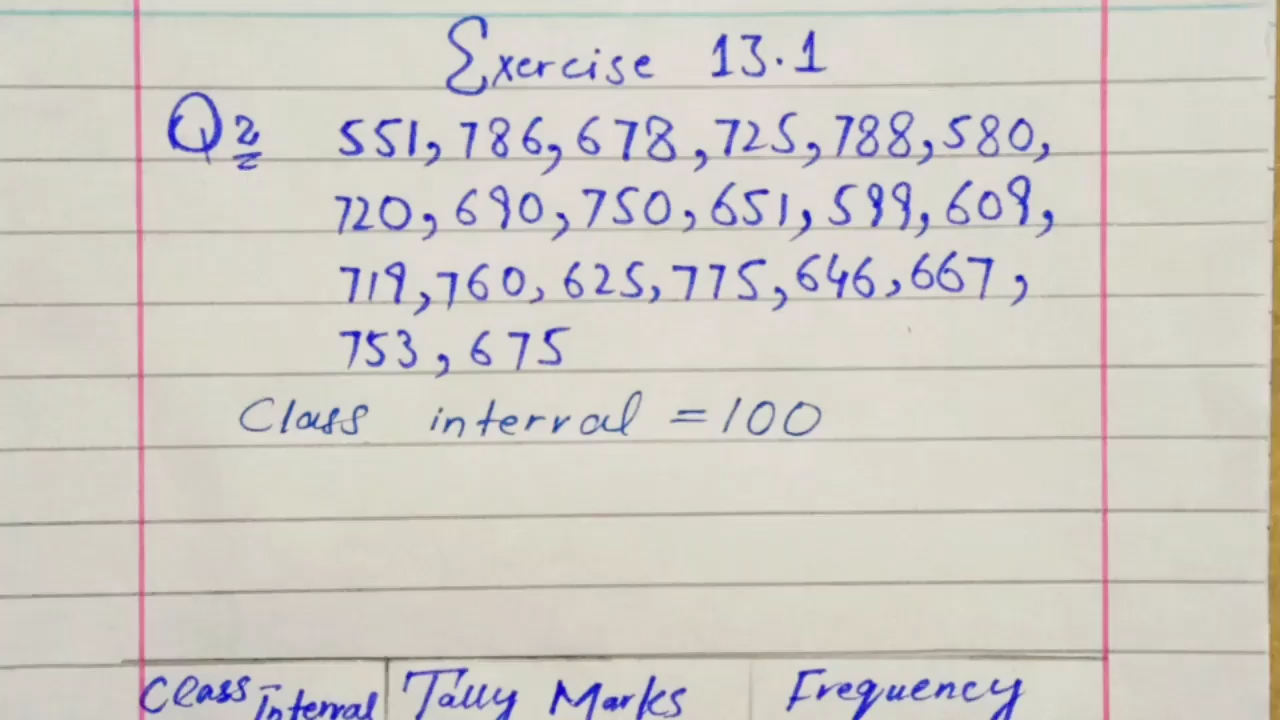 Exercise 13.1
Q2 551, 786, 678, 725, 788, 580,
720, 690, 750, 651, 599, 609,
719, 760, 625, 775, 646, 667,
753, 675
Class interval = 100
Class-Interval Tally Marks Frequency